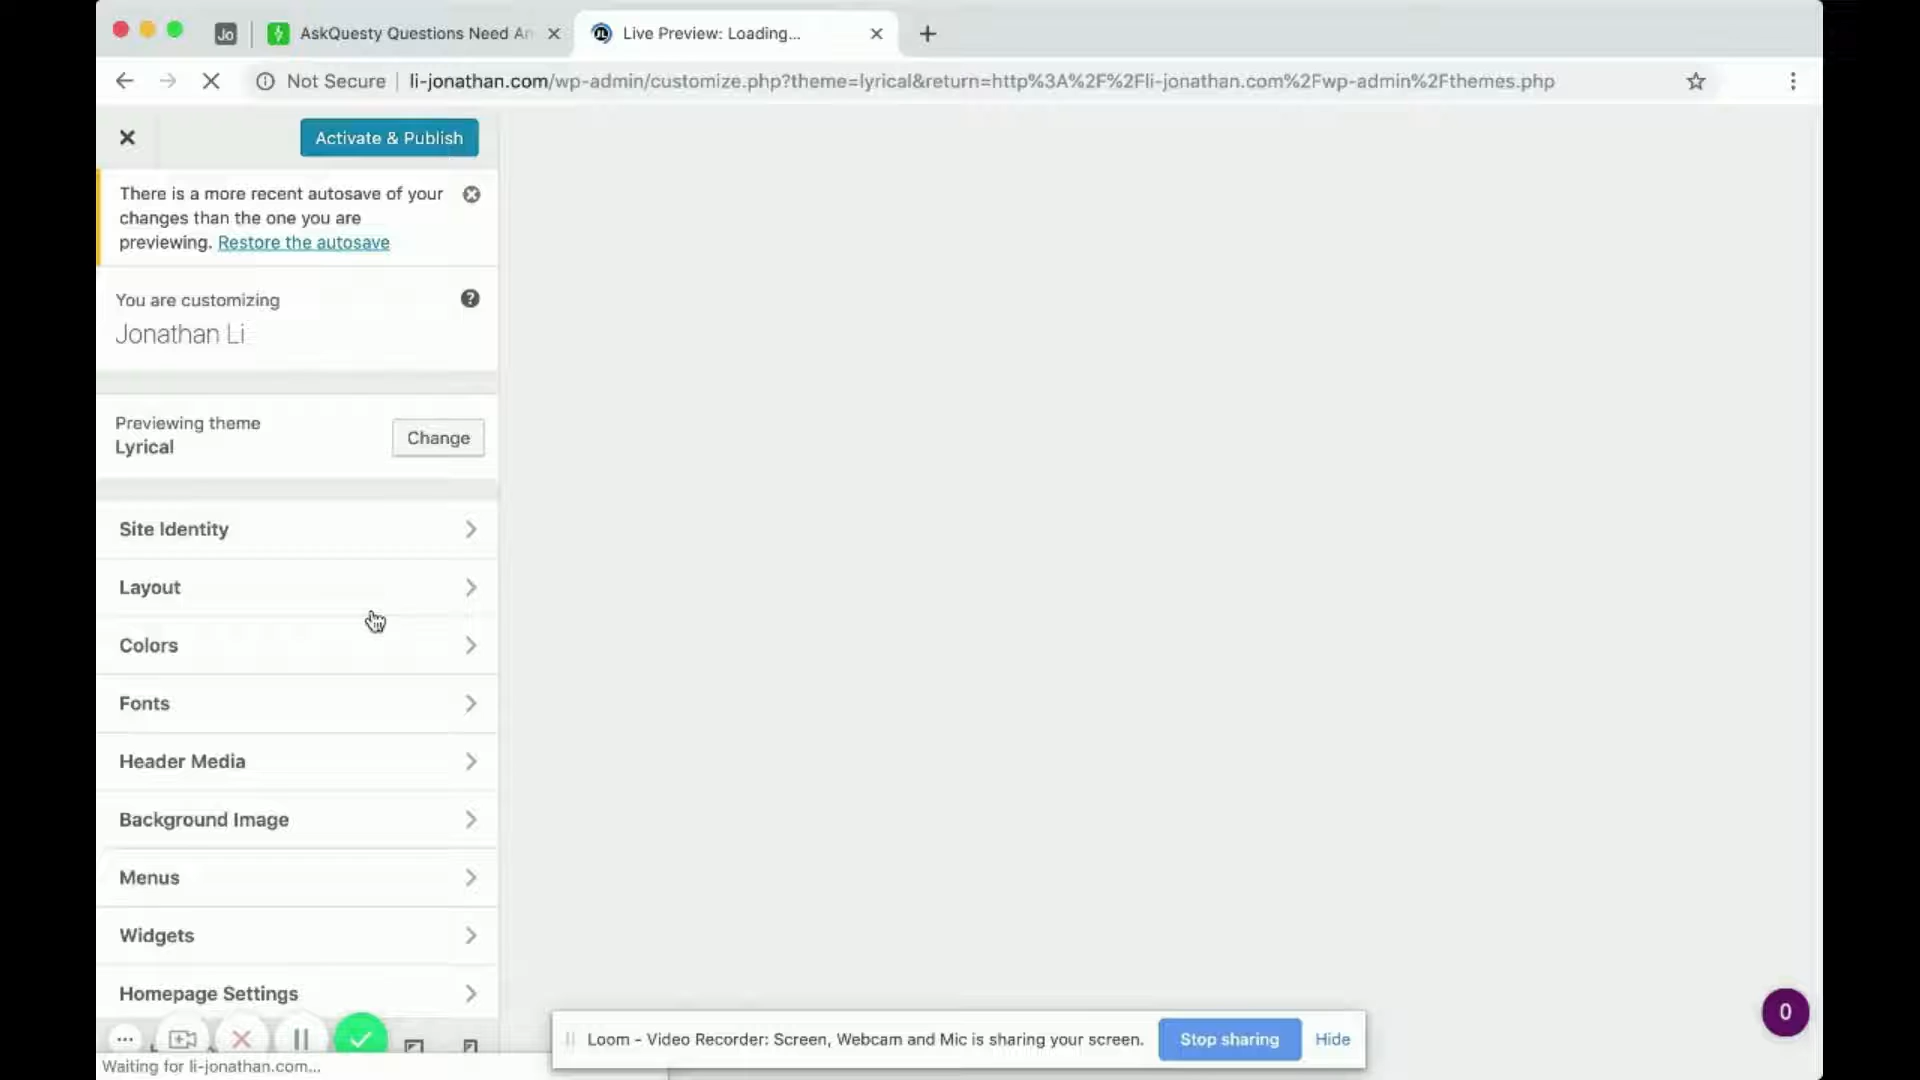 Jo
AskQuesty Questions Need An
Live Preview: Loading...
Not Secure | li-jonathan.com/wp-admin/customize.php?theme=lyrical&return=http%3A%2F%2Fli-jonathan.com%2Fwp-admin%2Fthemes.php
Activate & Publish
There is a more recent autosave of your
changes than the one you are
previewing. Restore the autosave
You are customizing
Jonathan Li
Previewing theme
Lyrical
Change
Site Identity
Layout
Colors
Fonts
Header Media
Background Image
Menus
Widgets
Homepage Settings
0
Loom - Video Recorder: Screen, Webcam and Mic is sharing your screen.
Stop sharing
Hide
Waiting for li-jonathan.com...